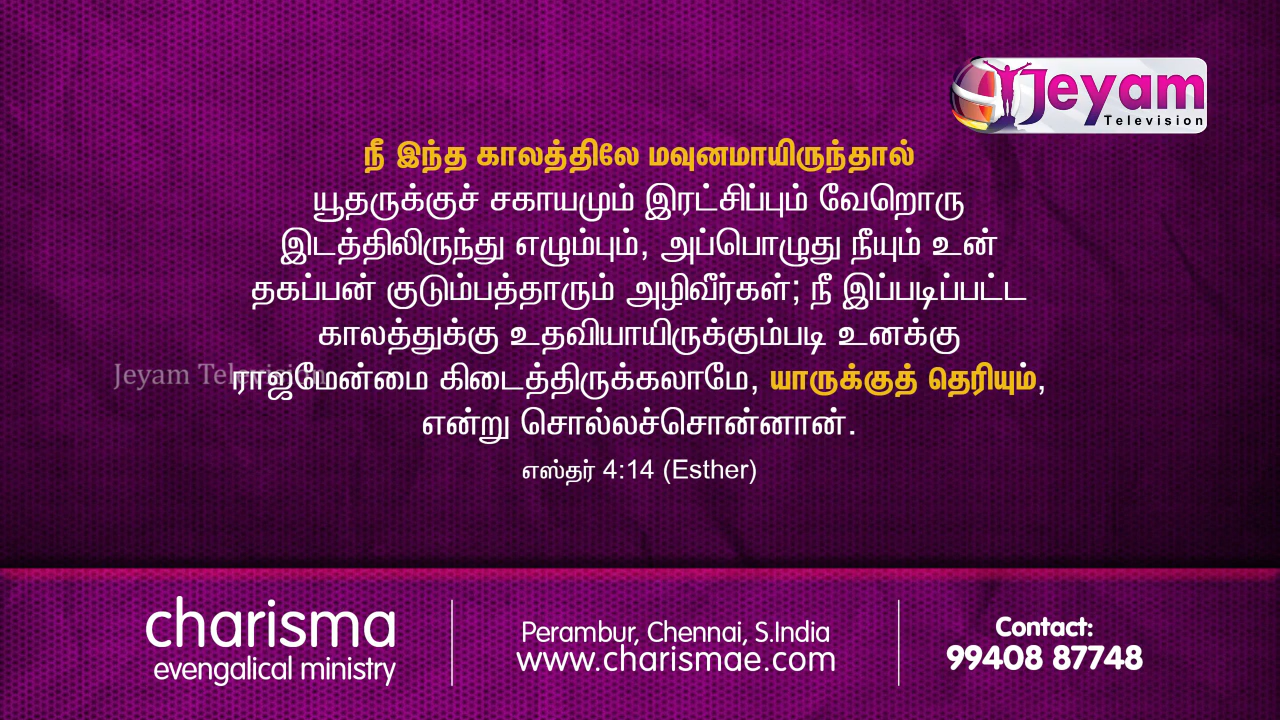 Jeyam
Television
நீ இந்த காலத்திலே மவுனமாயிருந்தால்
யூதருக்குச் சகாயமும் இரட்சிப்பும் வேறொரு
இடத்திலிருந்து எழும்பும், அப்பொழுது நீயும் உன்
தகப்பன் குடும்பத்தாரும் அழிவீர்கள்; நீ இப்படிப்பட்ட
காலத்துக்கு உதவியாயிருக்கும்படி உனக்கு
ராஜமேன்மை கிடைத்திருக்கலாமே, யாருக்குத் தெரியும்,
என்று சொல்லச்சொன்னான்.
எஸ்தர் 4:14 (Esther)
Jeyam Television
charisma
evengalical ministry
Perambur, Chennai, S.India
www.charismae.com
Contact:
99408 87748